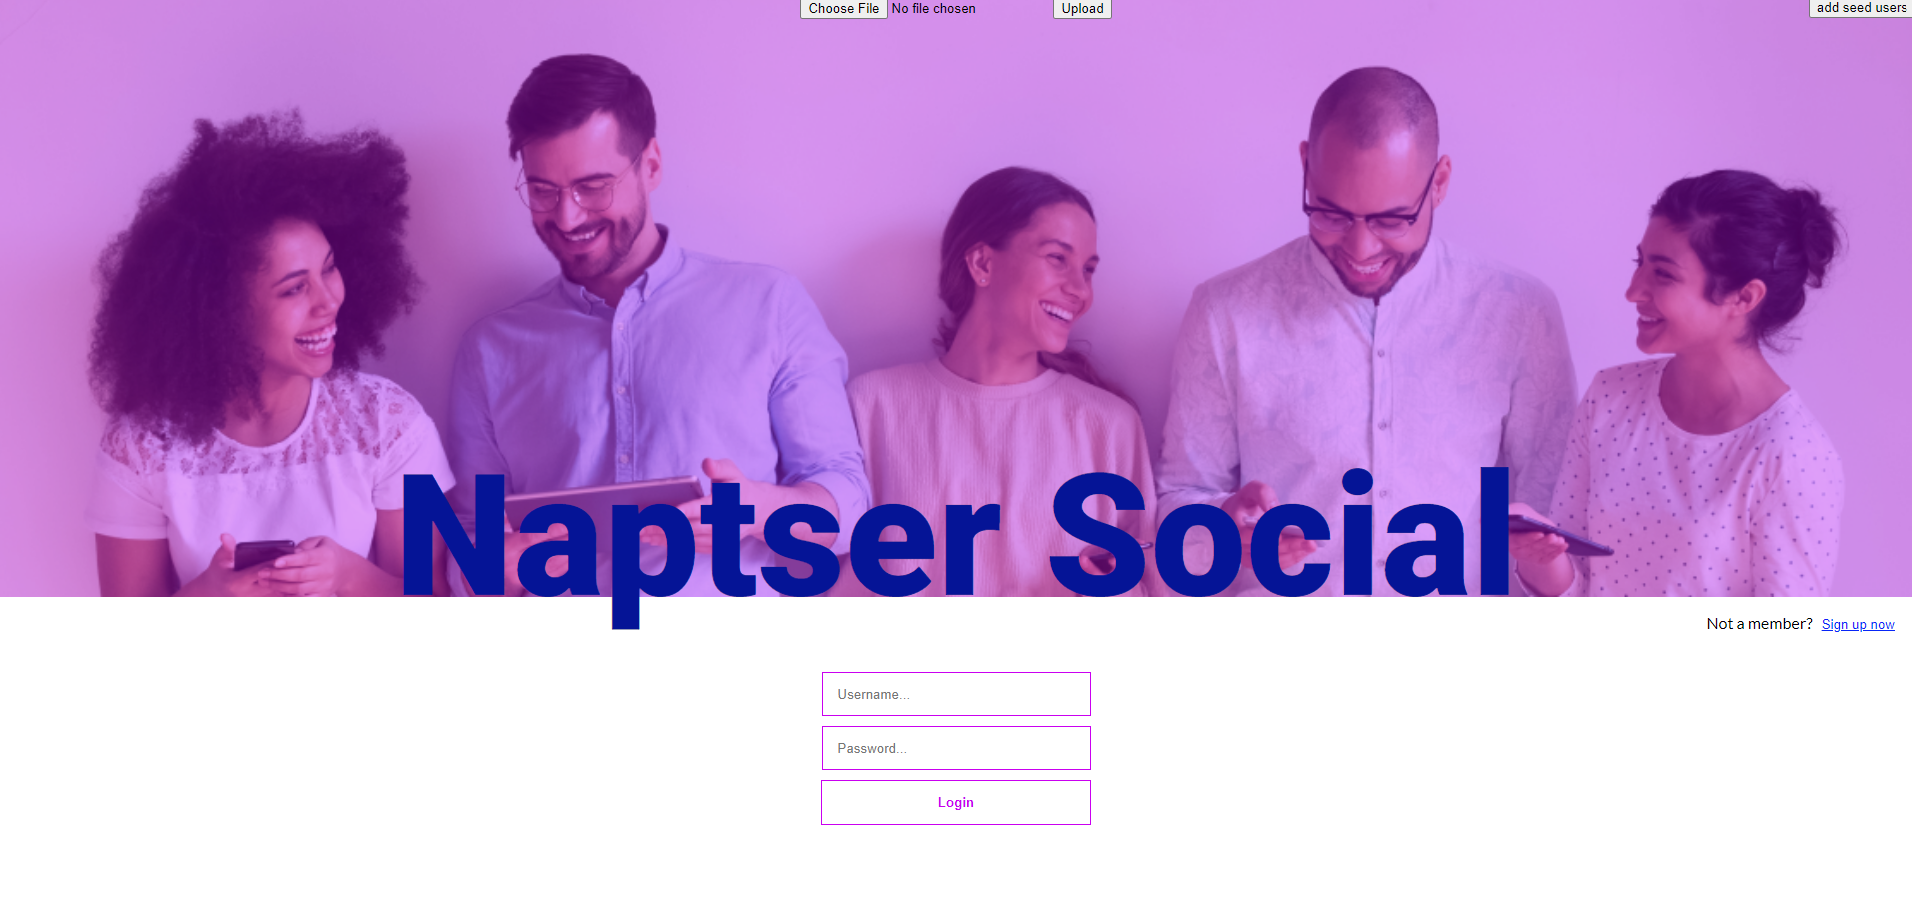 Choose File No file chosen Upload add seed users
Naptser Social
Not a member? Sign up now
Username...
Password...
Login